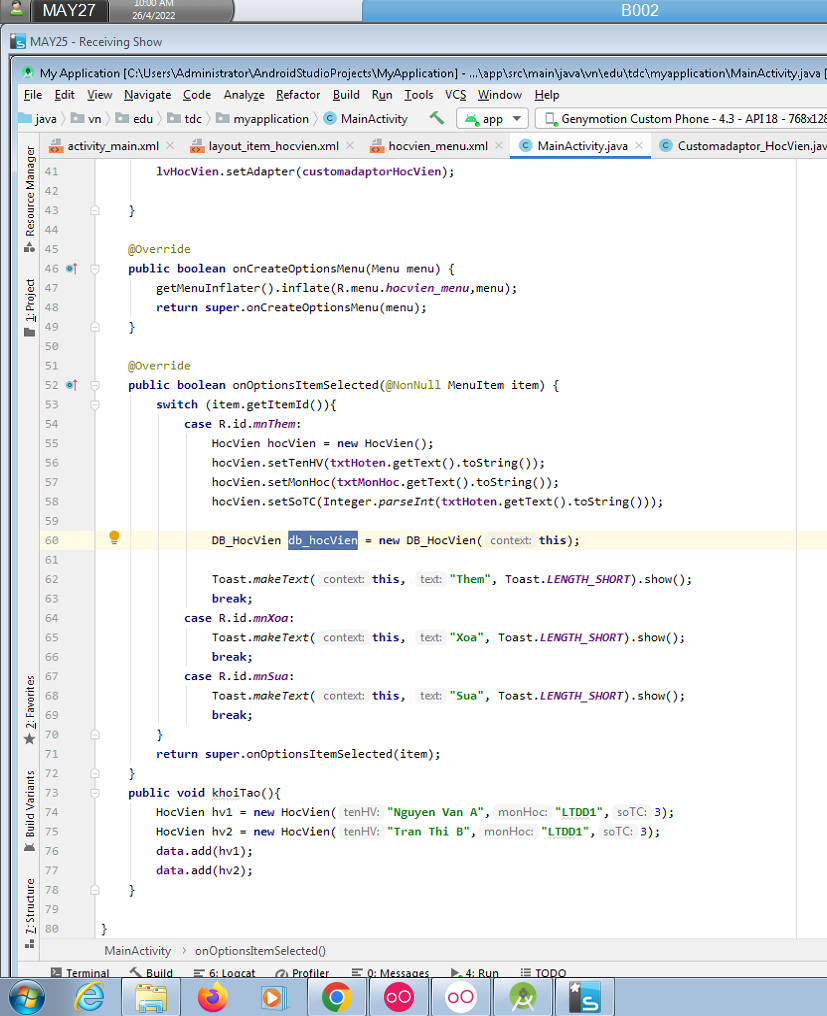 MAY27
10:00 AM
26/4/2022
B002
MAY25 - Receiving Show
My Application [C:\Users\Administrator\AndroidStudioProjects\MyApplication] - ...\app\src\main\java\vn\edu\tdc\myapplication\MainActivity.java [
File Edit View Navigate Code Analyze Refactor Build Run Tools VCS Window Help
java vn edu tdc myapplication MainActivity app Genymotion Custom Phone - 4.3 - API 18 - 768x128
activity_main.xml layout_item_hocvien.xml hocvien_menu.xml MainActivity.java Customadaptor_HocVien.jav
Resource Manager
1: Project
2: Favorites
Build Variants
7: Structure
41 lvHocVien.setAdapter(customadaptorHocVien);
42
43 }
44
45 @Override
46 public boolean onCreateOptionsMenu(Menu menu) {
47 getMenuInflater().inflate(R.menu.hocvien_menu,menu);
48 return super.onCreateOptionsMenu(menu);
49 }
50
51 @Override
52 public boolean onOptionsItemSelected(@NonNull MenuItem item) {
53 switch (item.getItemId()){
54 case R.id.mnThem:
55 HocVien hocVien = new HocVien();
56 hocVien.setTenHV(txtHoten.getText().toString());
57 hocVien.setMonHoc(txtMonHoc.getText().toString());
58 hocVien.setSoTC(Integer.parseInt(txtHoten.getText().toString()));
59
60 DB_HocVien db_hocVien = new DB_HocVien( context: this);
61
62 Toast.makeText( context: this, text: "Them", Toast.LENGTH_SHORT).show();
63 break;
64 case R.id.mnXoa:
65 Toast.makeText( context: this, text: "Xoa", Toast.LENGTH_SHORT).show();
66 break;
67 case R.id.mnSua:
68 Toast.makeText( context: this, text: "Sua", Toast.LENGTH_SHORT).show();
69 break;
70 }
71 return super.onOptionsItemSelected(item);
72 }
73 public void khoiTao(){
74 HocVien hv1 = new HocVien( tenHV: "Nguyen Van A", monHoc: "LTDD1", soTC: 3);
75 HocVien hv2 = new HocVien( tenHV: "Tran Thi B", monHoc: "LTDD1", soTC: 3);
76 data.add(hv1);
77 data.add(hv2);
78 }
79
80 }
MainActivity onOptionsItemSelected()
Terminal Build 6: Logcat Profiler 0: Messages 4: Run TODO